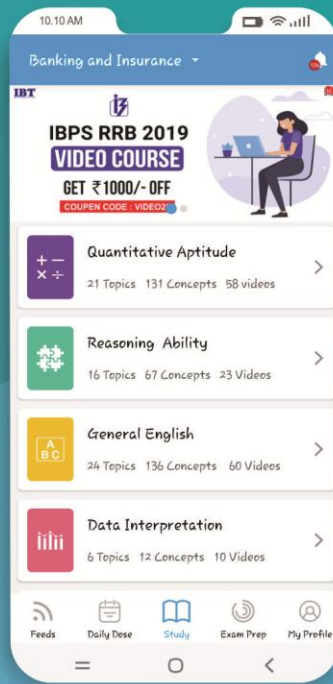 10.10 AM
Banking and Insurance
IBT
IBPS RRB 2019
VIDEO COURSE
GET ₹1000/- OFF
COUPEN CODE : VIDEO2
Quantitative Aptitude
21 Topics 131 Concepts 58 videos
Reasoning Ability
16 Topics 67 Concepts 23 Videos
A
B C
General English
24 Topics 136 Concepts 60 Videos
Data Interpretation
6 Topics 12 Concepts 10 Videos
Feeds Daily Dose Study Exam Prep My Profile